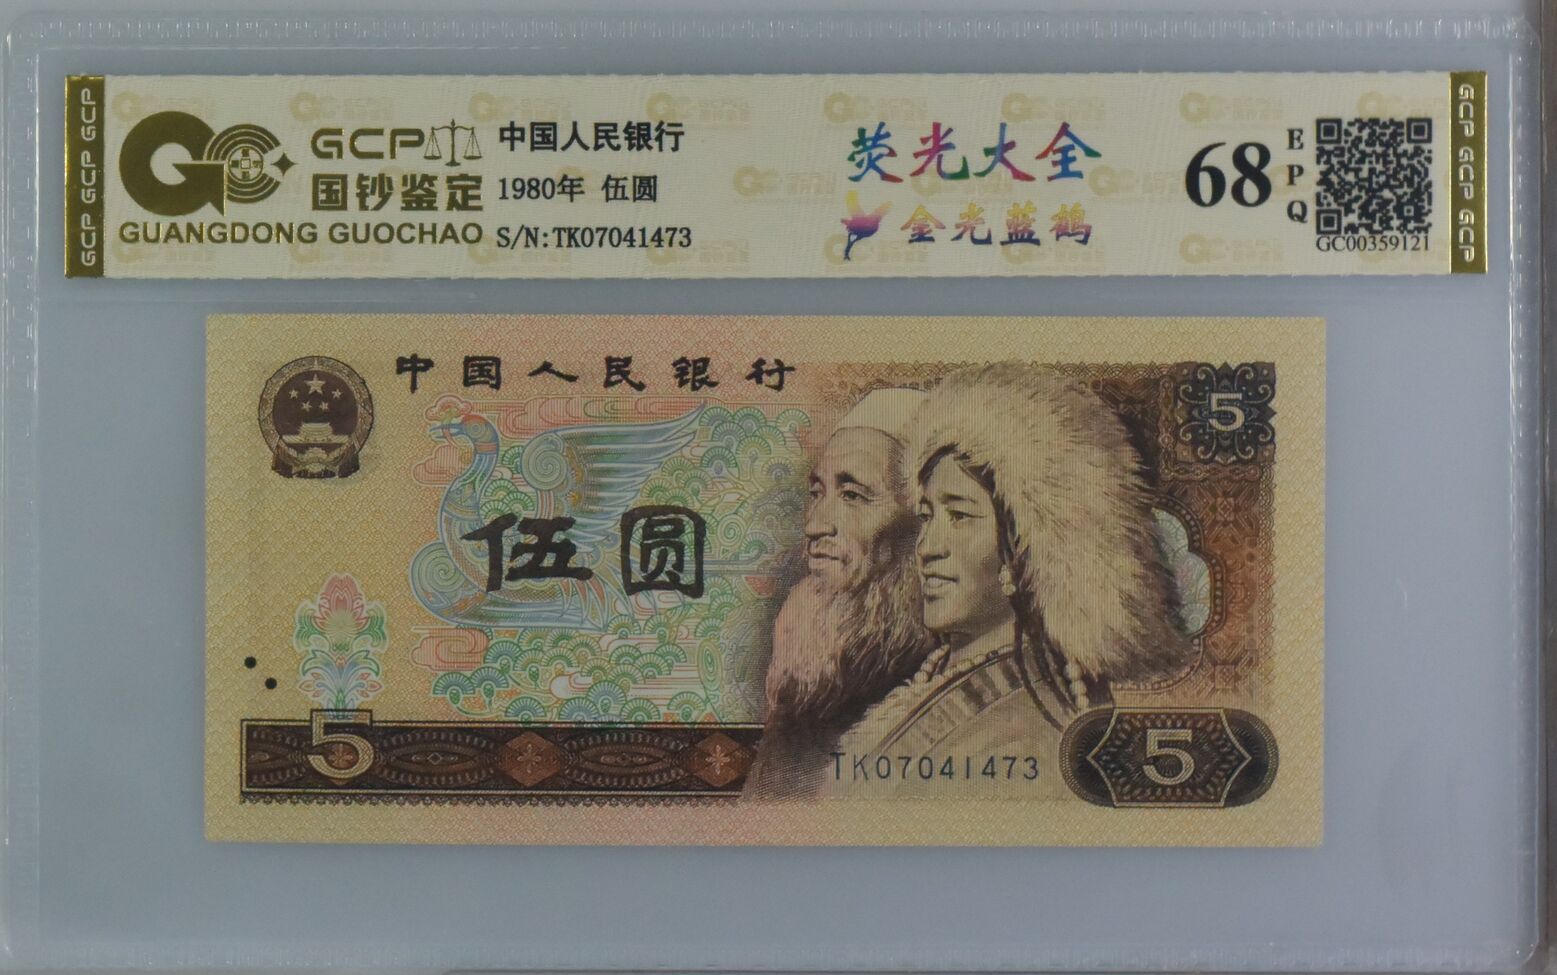 GCP GCP GCP
GC
GCP
国钞鉴定
GUANGDONG GUOCHAO
中国人民银行
1980年 伍圆
S/N:TK07041473
荧光大全
金光蓝鹤
68
EPQ
GC00359121
GCP GCP GCP
中国人民银行
5
伍圆
5
TK07041473
5